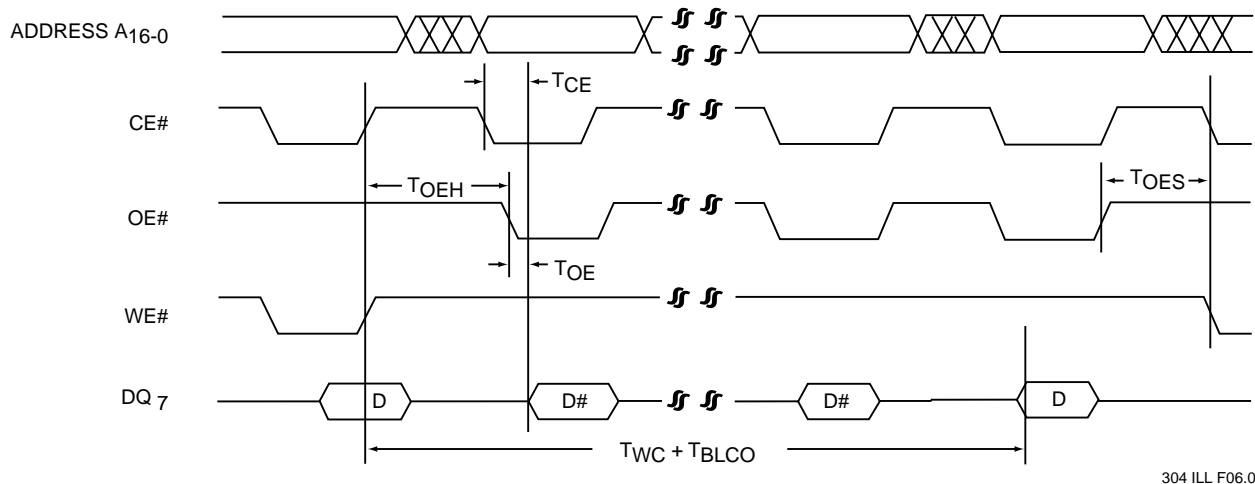 ADDRESS A16-0
TCE
CE#
TOEH
TOES
OE#
TOE
WE#
DQ 7
D
D#
D#
D
TWC + TBLCO
304 ILL F06.0